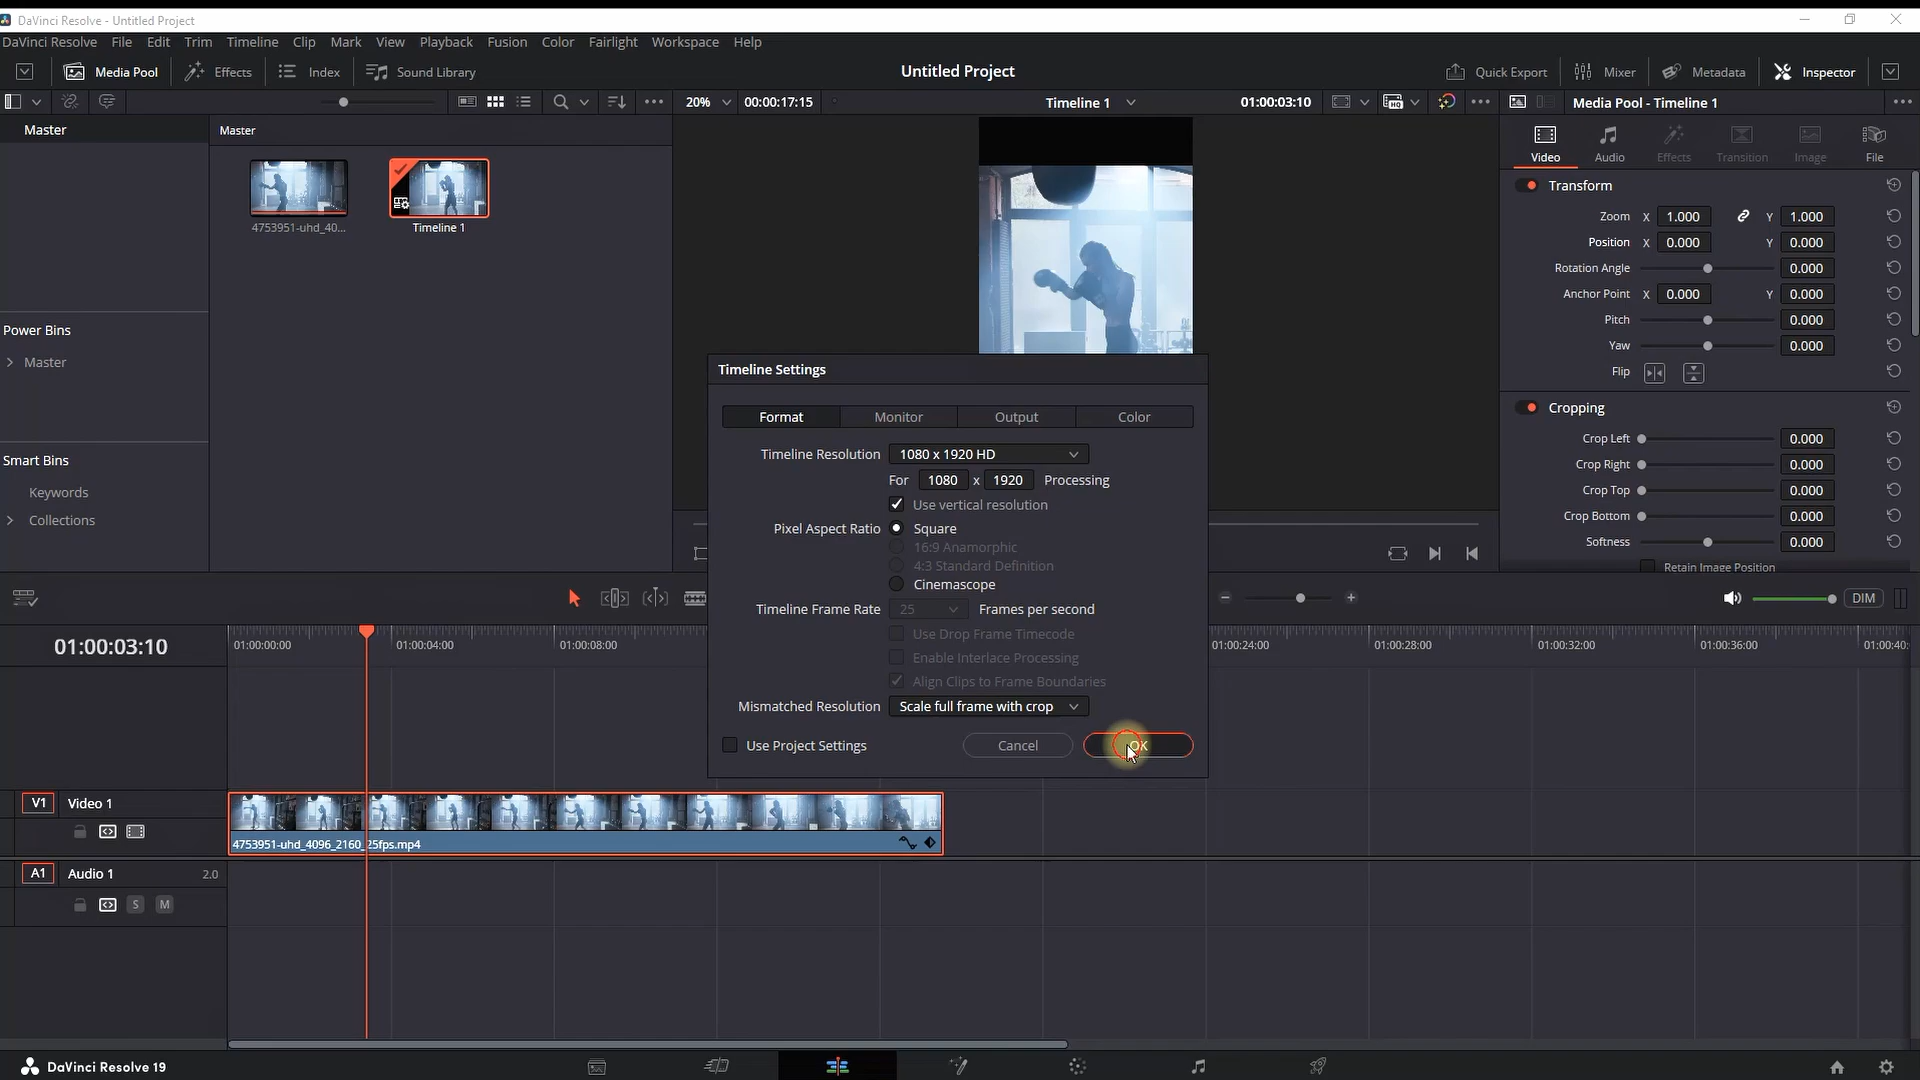 DaVinci Resolve - Untitled Project
DaVinci Resolve File Edit Trim Timeline Clip Mark View Playback Fusion Color Fairlight Workspace Help
Media Pool Effects Index Sound Library Untitled Project Quick Export Mixer Metadata Inspector
20% 00:00:17:15 Timeline 1 01:00:03:10 Media Pool - Timeline 1
Master
Master
4753951-uhd_40...
Timeline 1
Power Bins
Master
Smart Bins
Keywords
Collections
Video Audio Effects Transition Image File
Transform
Zoom X 1.000 Y 1.000
Position X 0.000 Y 0.000
Rotation Angle 0.000
Anchor Point X 0.000 Y 0.000
Pitch 0.000
Yaw 0.000
Flip
Cropping
Crop Left 0.000
Crop Right 0.000
Crop Top 0.000
Crop Bottom 0.000
Softness 0.000
Retain Image Position
Timeline Settings
Format Monitor Output Color
Timeline Resolution 1080 x 1920 HD
For 1080 x 1920 Processing
Use vertical resolution
Pixel Aspect Ratio Square
16:9 Anamorphic
4:3 Standard Definition
Cinemascope
Timeline Frame Rate 25 Frames per second
Use Drop Frame Timecode
Enable Interlace Processing
Align Clips to Frame Boundaries
Mismatched Resolution Scale full frame with crop
Use Project Settings Cancel OK
DIM
01:00:03:10 01:00:00:00 01:00:04:00 01:00:08:00 01:00:24:00 01:00:28:00 01:00:32:00 01:00:36:00 01:00:40:
V1 Video 1
4753951-uhd_4096_2160_25fps.mp4
A1 Audio 1 2.0
S M
DaVinci Resolve 19